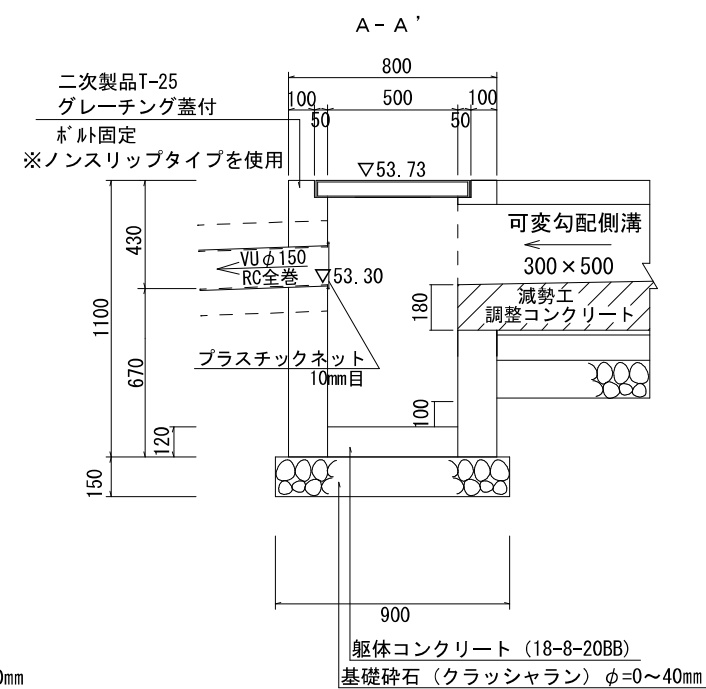 A-A'
800
二次製品T-25
グレーチング蓋付
100
500
100
50
50
ボルト固定
※ノンスリップタイプを使用
▽53.73
430
可変勾配側溝
VUφ150
RC全巻
▽53.30
300×500
減勢工
調整コンクリート
180
1100
670
プラスチックネット
10mm目
100
120
150
900
躯体コンクリート (18-8-20BB)
基礎砕石 (クラッシャラン) φ=0～40mm